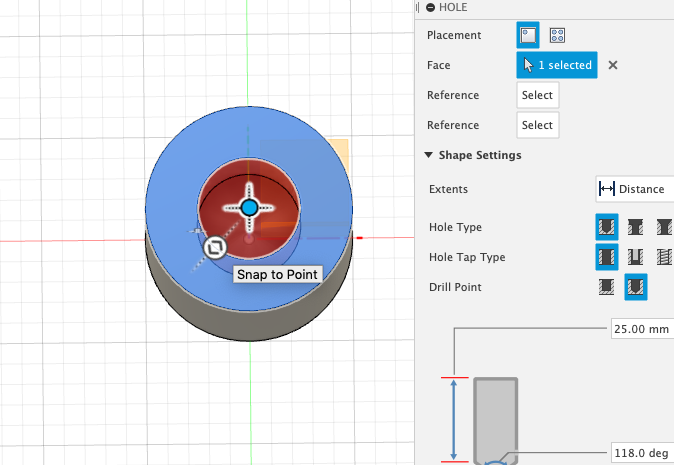 HOLE
Placement
Face
1 selected
Reference
Select
Reference
Select
Shape Settings
Extents
Distance
Hole Type
Hole Tap Type
Drill Point
Snap to Point
25.00 mm
118.0 deg